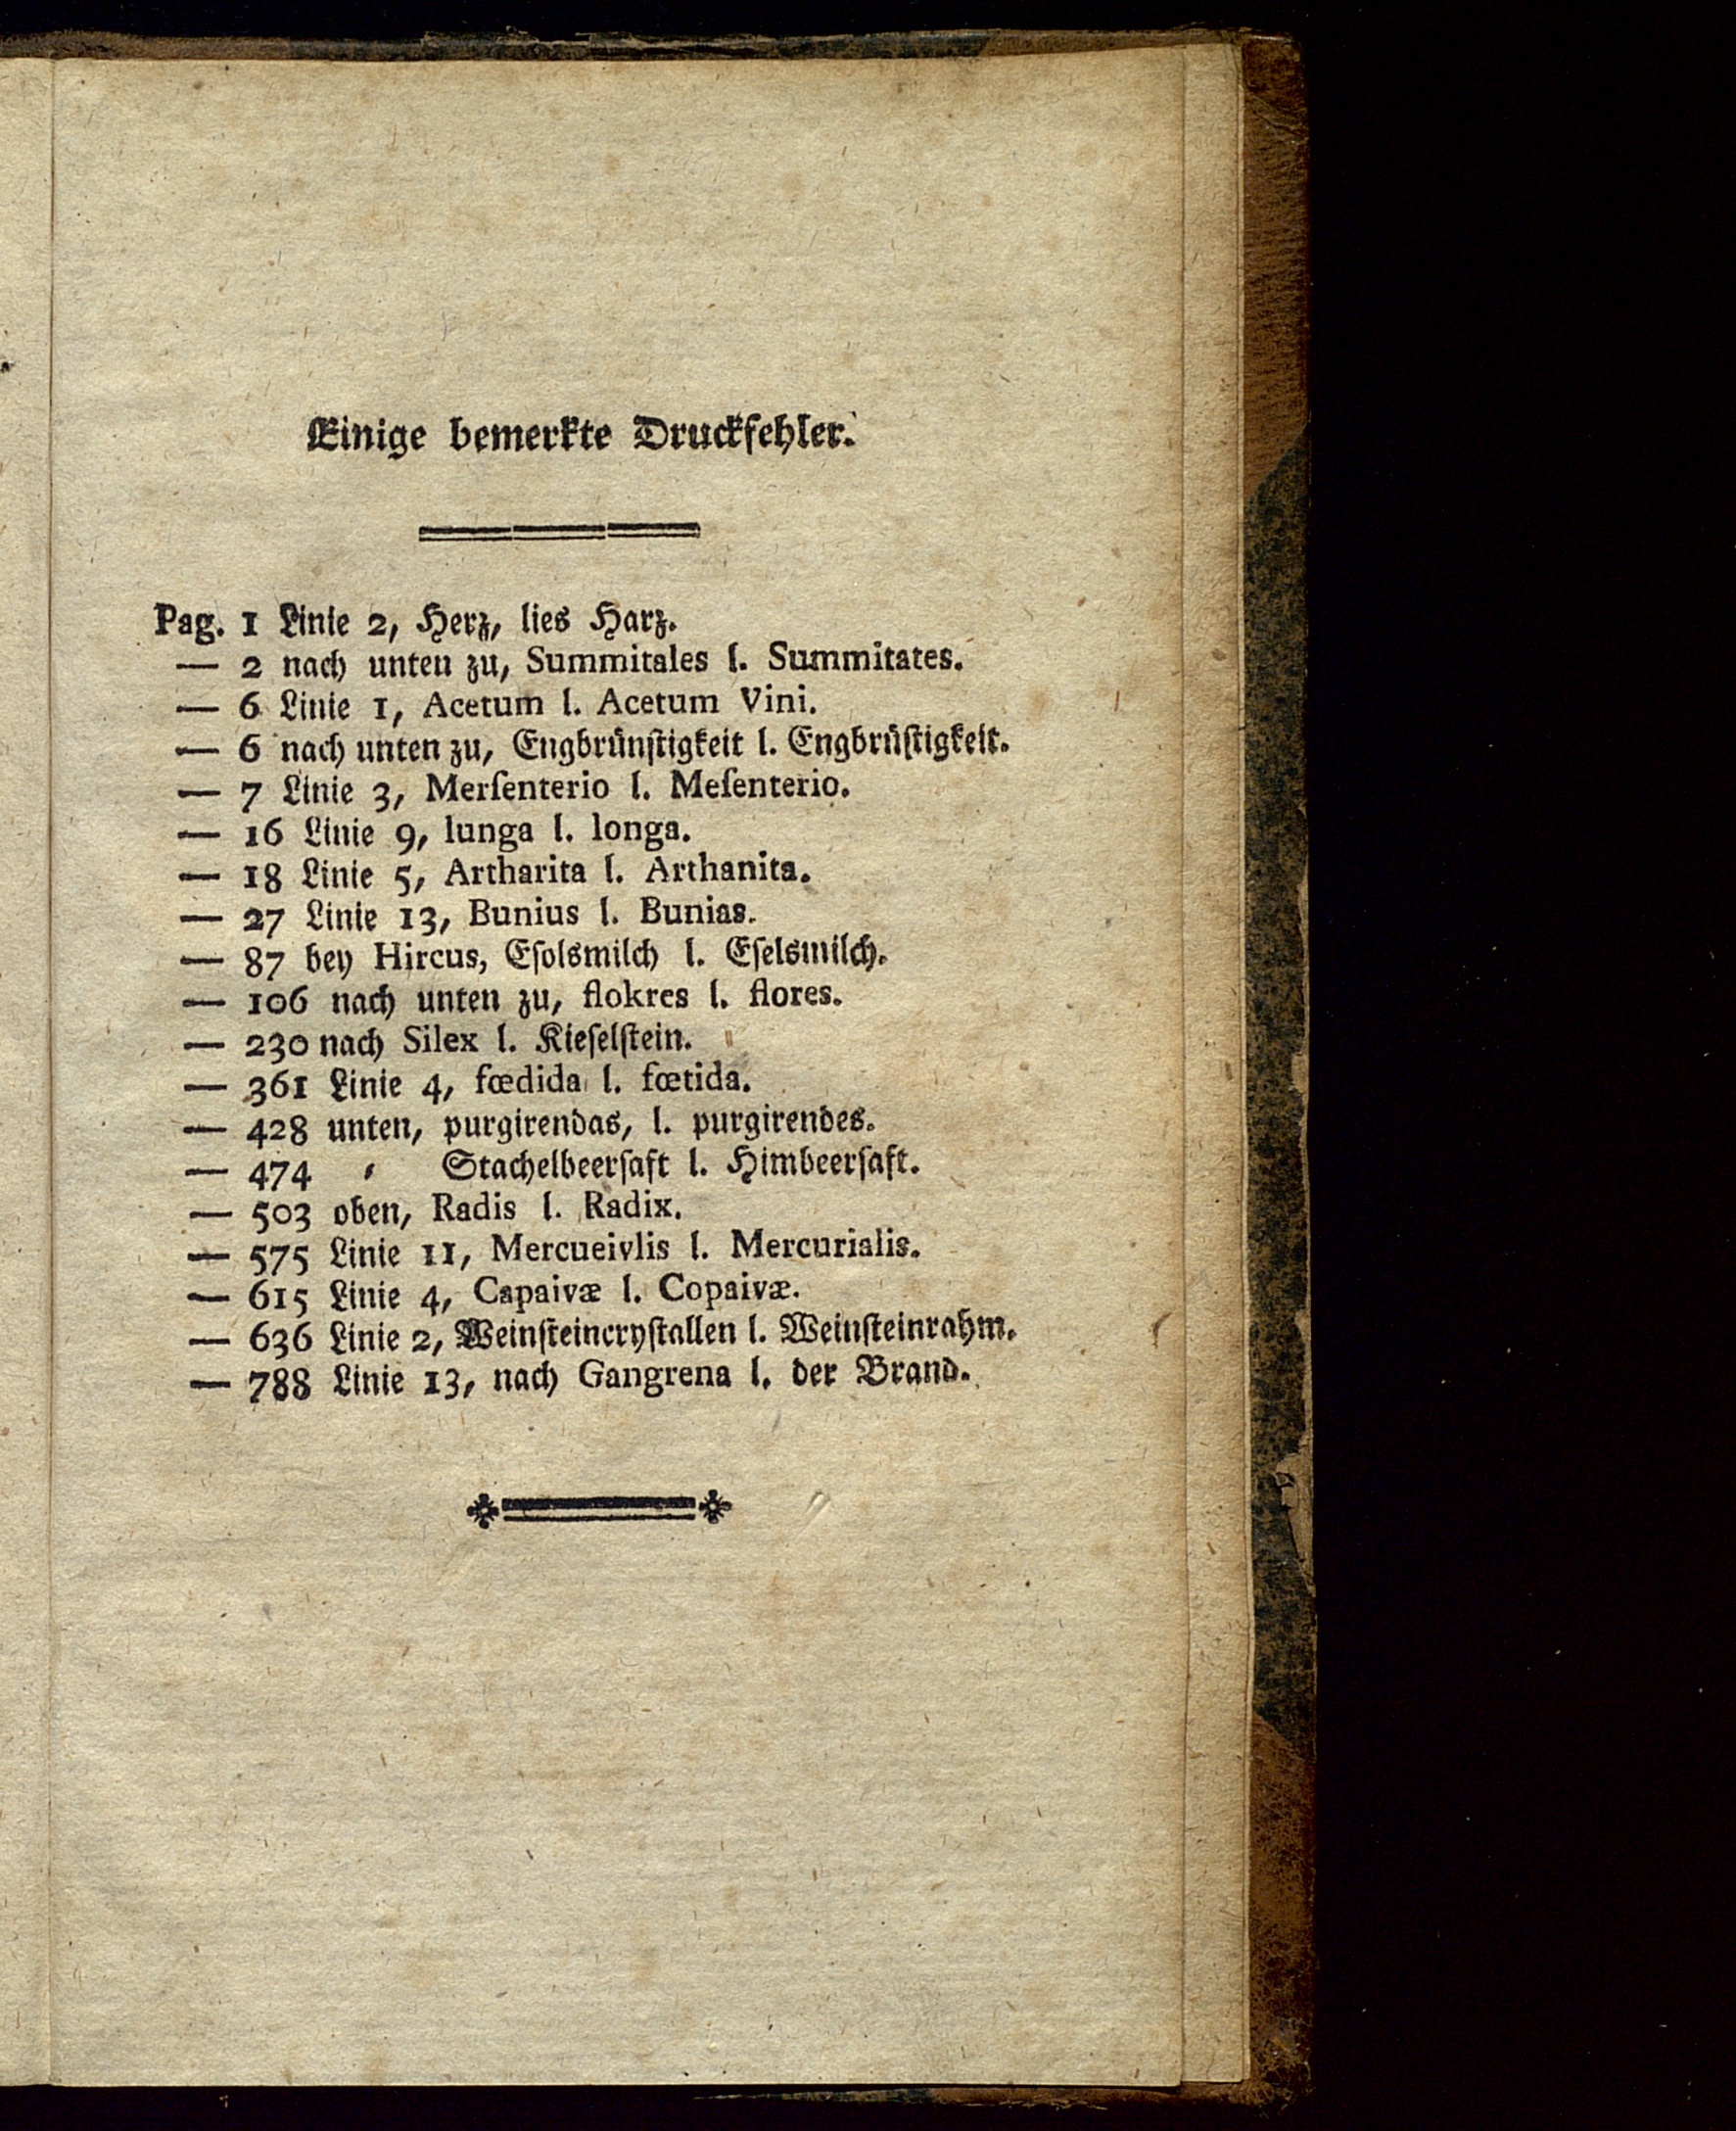 Einige bemerkte Druckfehler.
Pag. 1 Linie 2, Herz, lies Harz.
— 2 nach unten zu, Summitales l. Summitates.
— 6 Linie 1, Acetum l. Acetum Vini.
— 6 nach unten zu, Engbrünſtigkeit l. Engbrüſtigkeit.
— 7 Linie 3, Merſenterio l. Meſenterio.
— 16 Linie 9, lunga l. longa.
— 18 Linie 5, Artharita l. Arthanita.
— 27 Linie 13, Bunius l. Bunias.
— 87 bey Hircus, Eſolsmilch l. Eſelsmilch.
— 106 nach unten zu, flokres l. flores.
— 230 nach Silex l. Kieſelſtein.
— 361 Linie 4, fœdida l. fœtida.
— 428 unten, purgirendas, l. purgirendes.
— 474 ⸗ Stachelbeerſaft l. Himbeerſaft.
— 503 oben, Radis l. Radix.
— 575 Linie 11, Mercueivlis l. Mercurialis.
— 615 Linie 4, Capaivæ l. Copaivæ.
— 636 Linie 2, Weinſteincryſtallen l. Weinſteinrahm.
— 788 Linie 13, nach Gangrena l. der Brand.